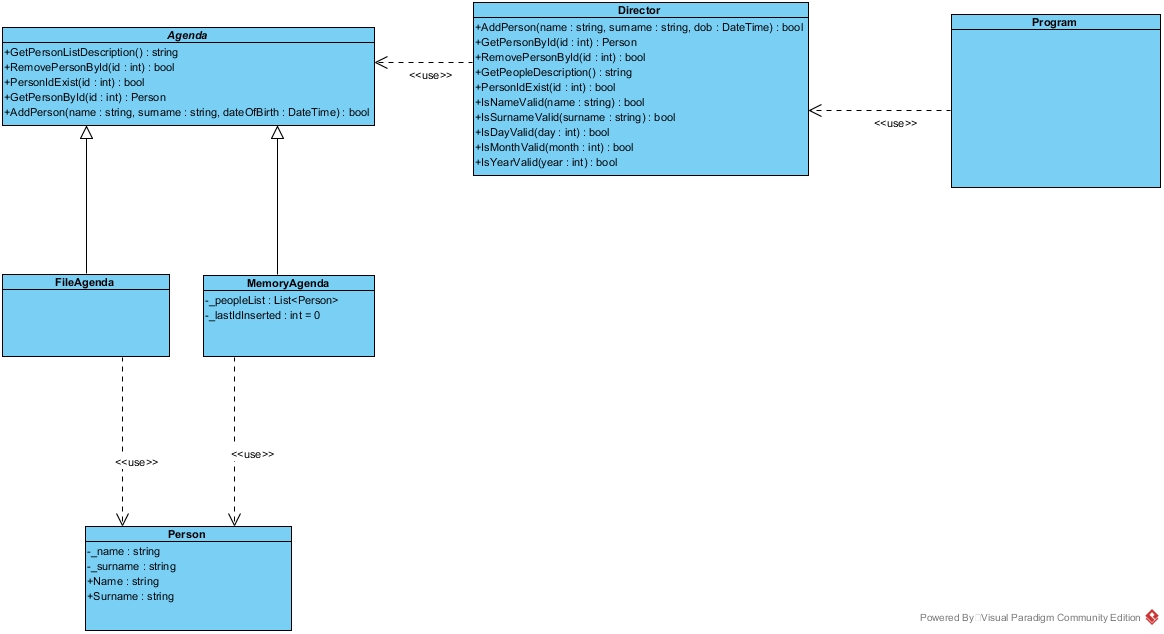 Agenda
+GetPersonListDescription() : string
+RemovePersonById(id : int) : bool
+PersonIdExist(id : int) : bool
+GetPersonById(id : int) : Person
+AddPerson(name : string, surname : string, dateOfBirth : DateTime) : bool
<<use>>
Director
+AddPerson(name : string, surname : string, dob : DateTime) : bool
+GetPersonById(id : int) : Person
+RemovePersonById(id : int) : bool
+GetPeopleDescription() : string
+PersonIdExist(id : int) : bool
+IsNameValid(name : string) : bool
+IsSurnameValid(surname : string) : bool
+IsDayValid(day : int) : bool
+IsMonthValid(month : int) : bool
+IsYearValid(year : int) : bool
<<use>>
Program
FileAgenda
MemoryAgenda
-_peopleList : List<Person>
-_lastIdInserted : int = 0
<<use>>
<<use>>
Person
-_name : string
-_surname : string
+Name : string
+Surname : string
Powered By Visual Paradigm Community Edition